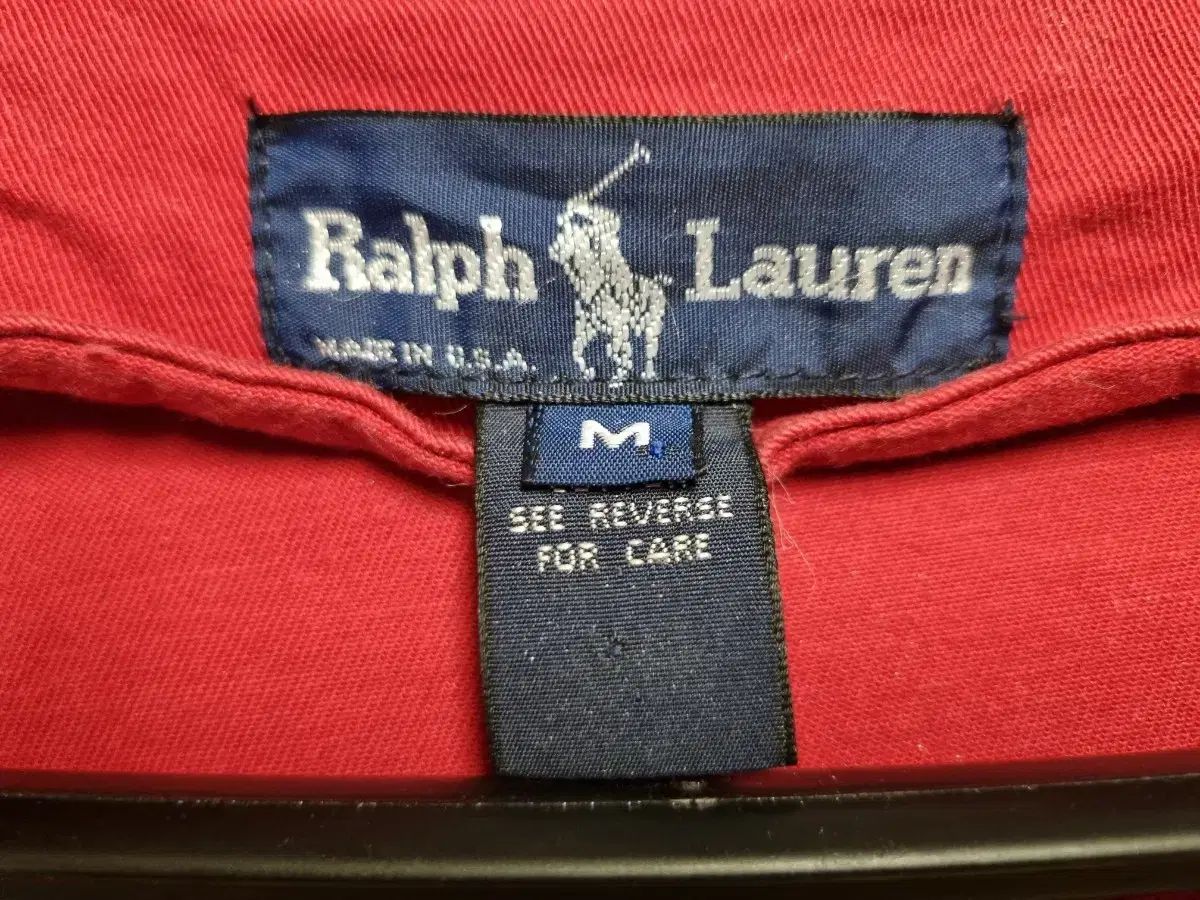 Ralph Lauren
MADE IN U.S.A.
M
SEE REVERSE
FOR CARE